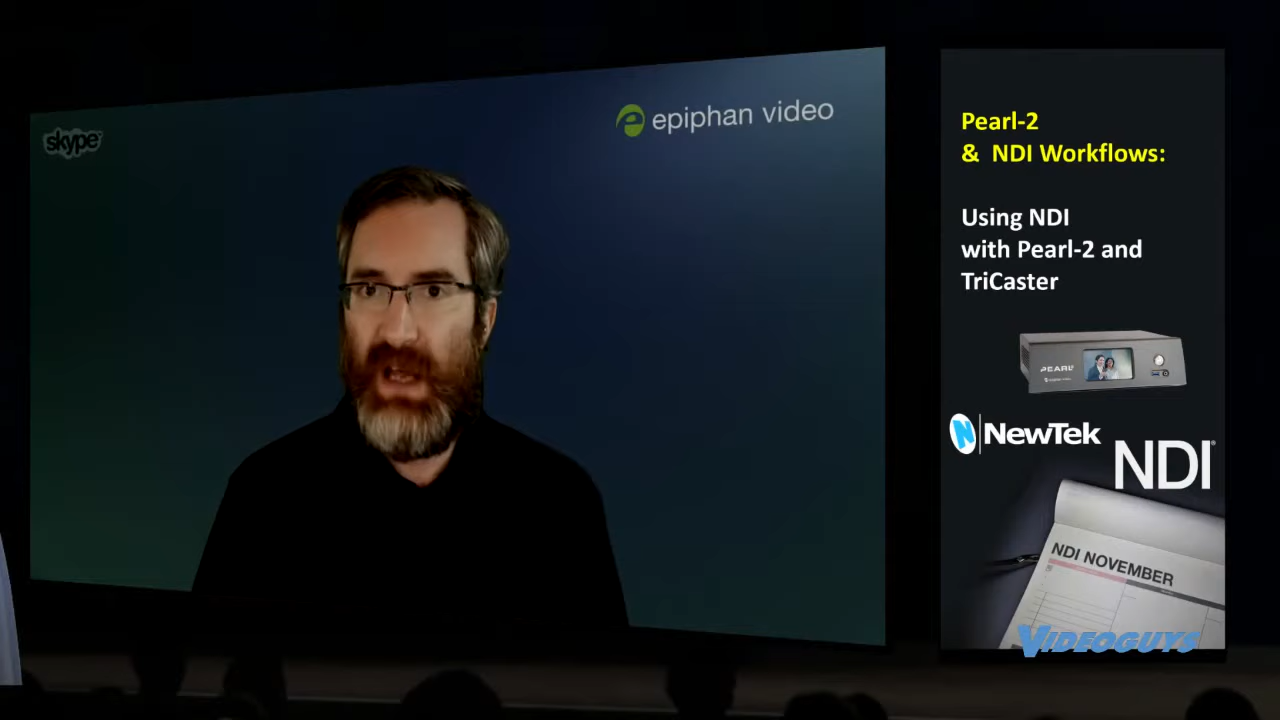 skype
epiphan video
Pearl-2
& NDI Workflows:
Using NDI
with Pearl-2 and
TriCaster
PEARL
NewTek
NDI
NDI NOVEMBER
VIDEOGUYS